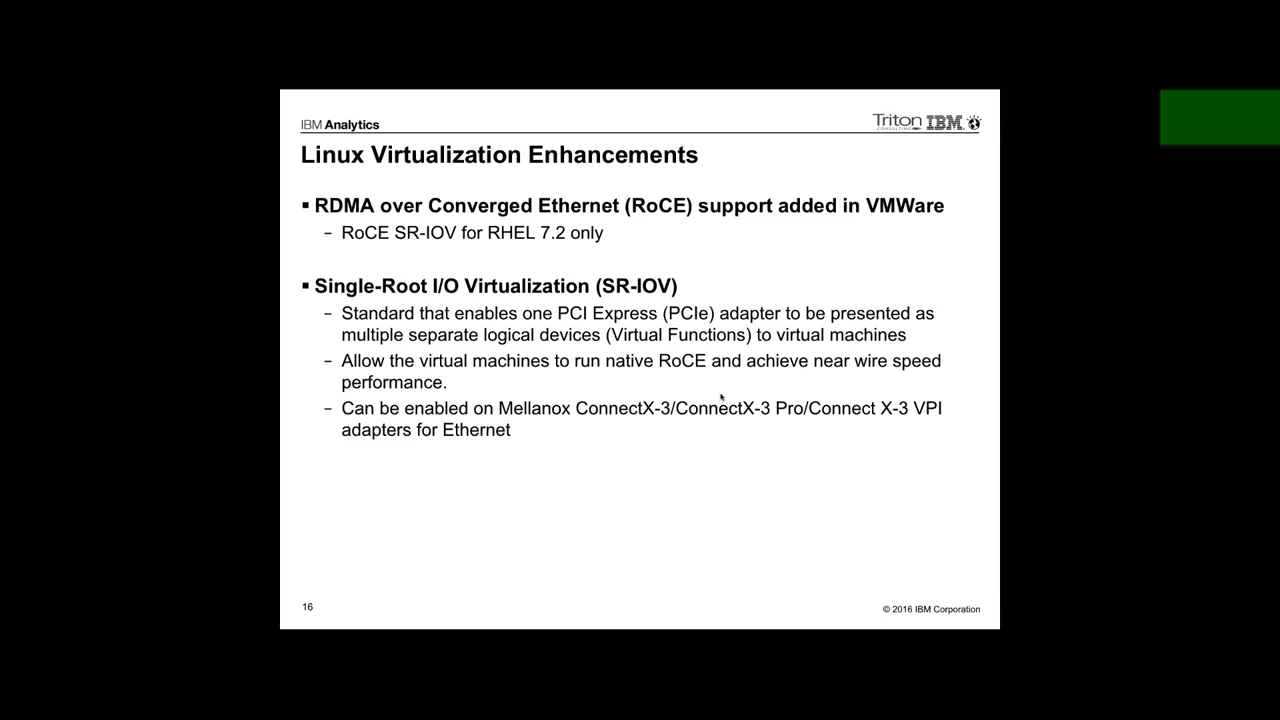 IBM Analytics
Triton
CONSULTING
IBM
Linux Virtualization Enhancements
▪ RDMA over Converged Ethernet (RoCE) support added in VMWare
– RoCE SR-IOV for RHEL 7.2 only
▪ Single-Root I/O Virtualization (SR-IOV)
– Standard that enables one PCI Express (PCIe) adapter to be presented as
multiple separate logical devices (Virtual Functions) to virtual machines
– Allow the virtual machines to run native RoCE and achieve near wire speed
performance.
– Can be enabled on Mellanox ConnectX-3/ConnectX-3 Pro/Connect X-3 VPI
adapters for Ethernet
16
© 2016 IBM Corporation